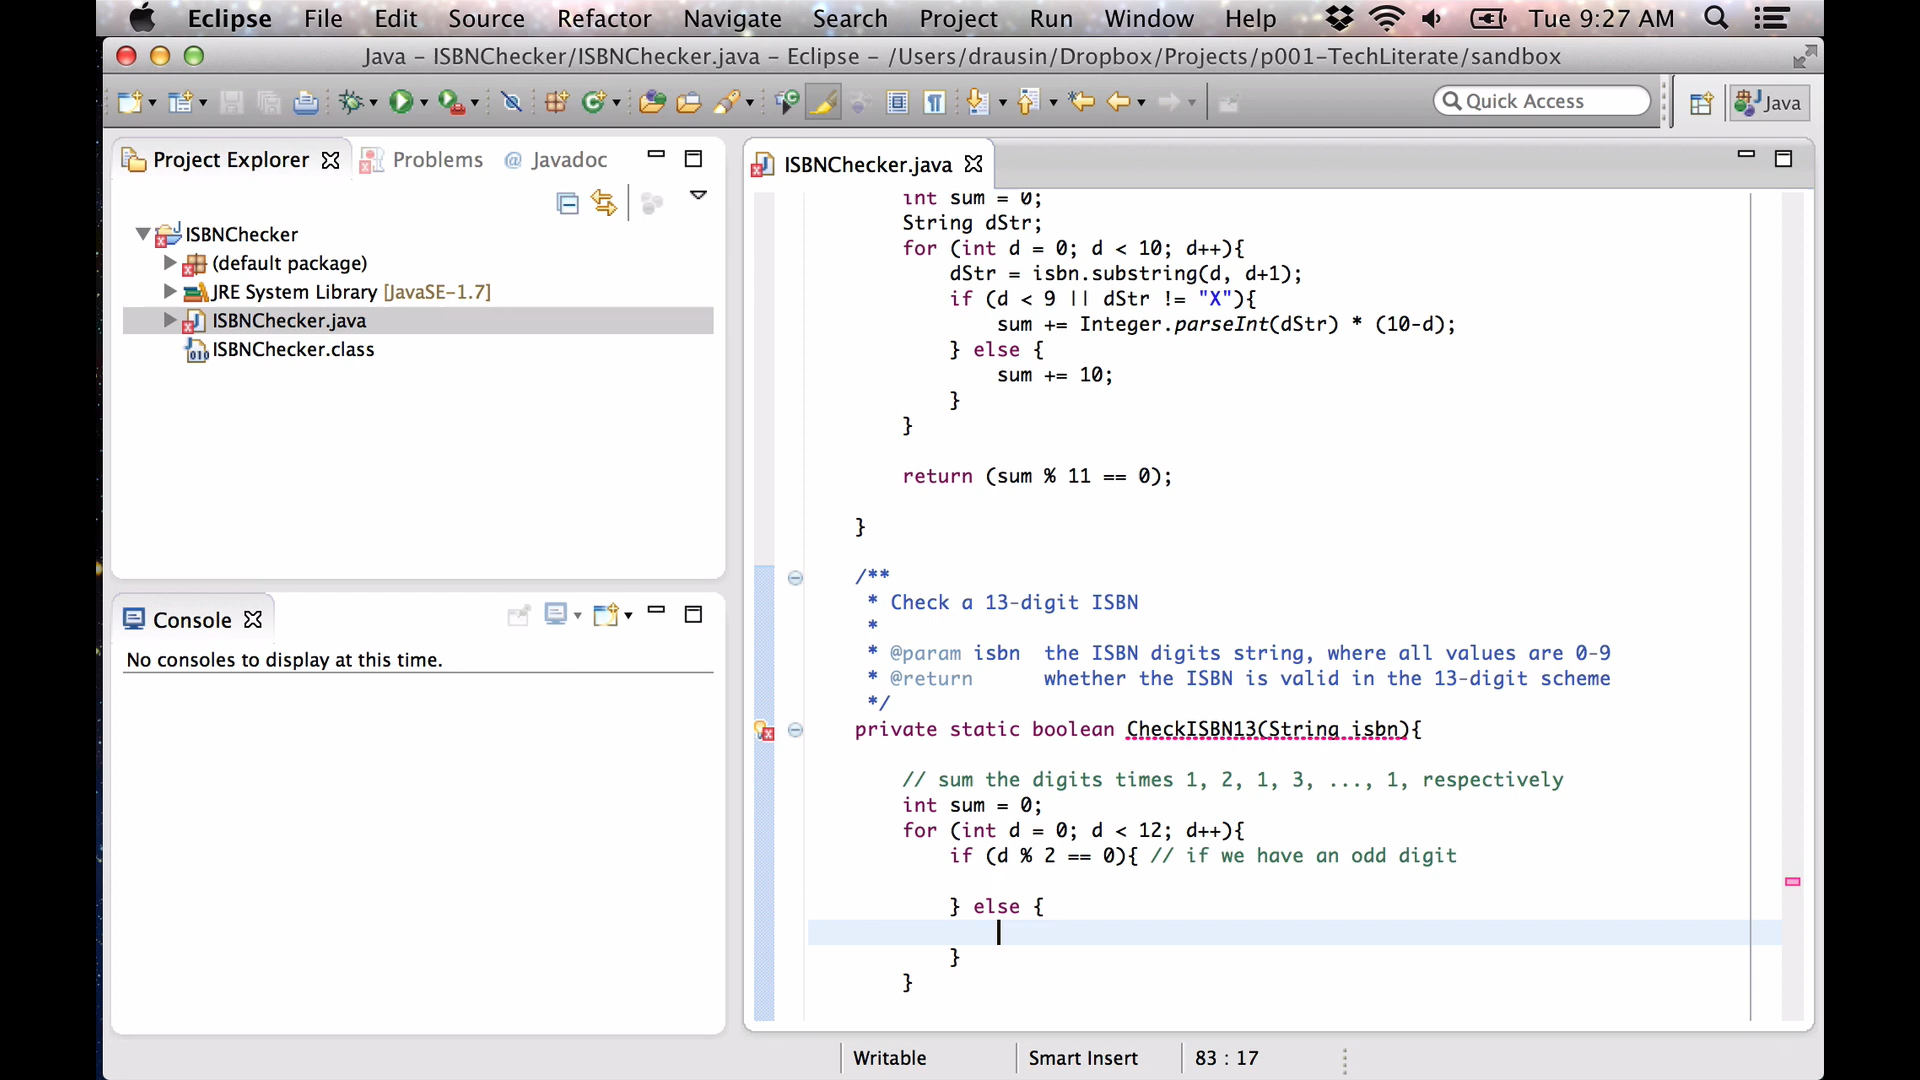 Eclipse File Edit Source Refactor Navigate Search Project Run Window Help Tue 9:27 AM
Java – ISBNChecker/ISBNChecker.java – Eclipse – /Users/drausin/Dropbox/Projects/p001–TechLiterate/sandbox
Quick Access
Java
Project Explorer
Problems
@ Javadoc
ISBNChecker
(default package)
JRE System Library [JavaSE–1.7]
ISBNChecker.java
ISBNChecker.class
Console
No consoles to display at this time.
ISBNChecker.java
int sum = 0;
String dStr;
for (int d = 0; d < 10; d++){
dStr = isbn.substring(d, d+1);
if (d < 9 || dStr != "X"){
sum += Integer.parseInt(dStr) * (10-d);
} else {
sum += 10;
}
}
return (sum % 11 == 0);
}
/**
* Check a 13-digit ISBN
*
* @param isbn  the ISBN digits string, where all values are 0-9
* @return      whether the ISBN is valid in the 13-digit scheme
*/
private static boolean CheckISBN13(String isbn){
// sum the digits times 1, 2, 1, 3, ..., 1, respectively
int sum = 0;
for (int d = 0; d < 12; d++){
if (d % 2 == 0){ // if we have an odd digit
} else {
}
}
Writable
Smart Insert
83 : 17